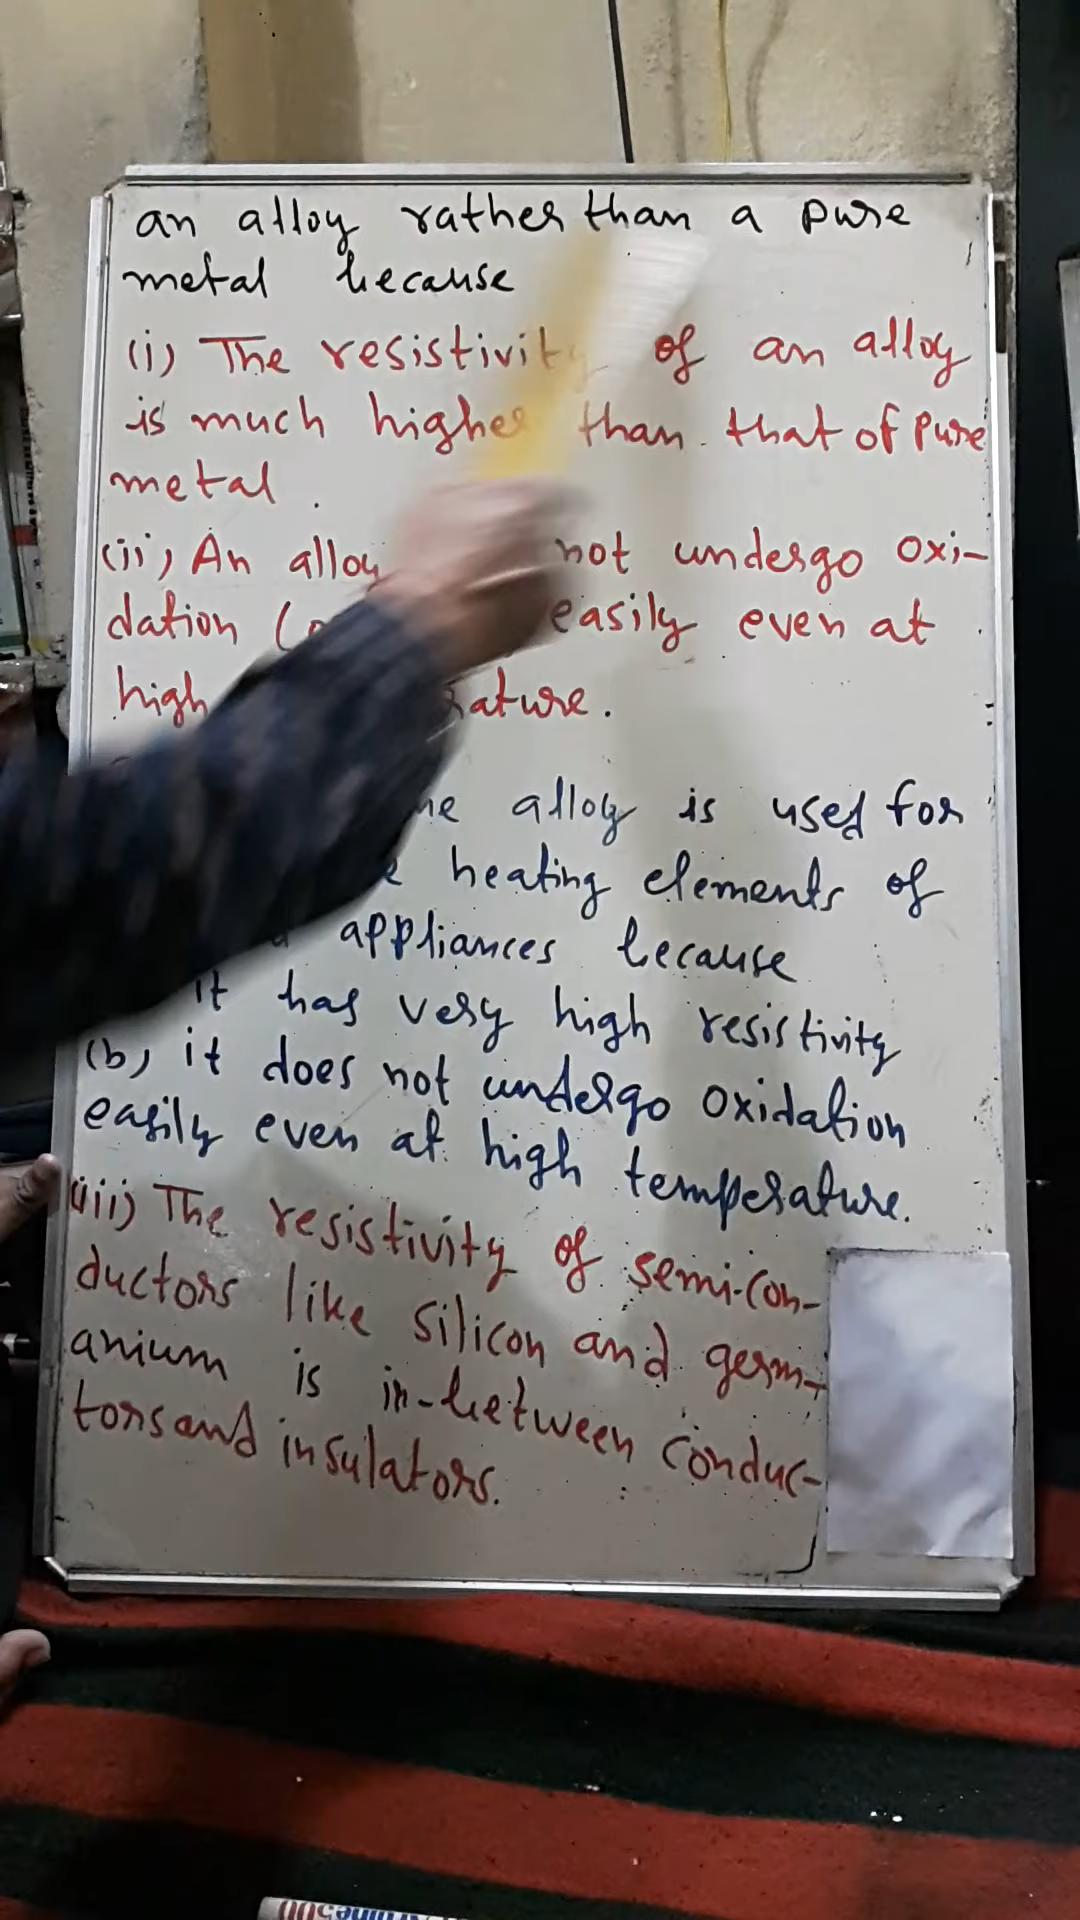 an alloy rather than a pure
metal because
(i) The resistivity of an alloy
is much higher than that of pure
metal.
(ii) An alloy not undergo oxi-
dation easily even at
high
alloy is used for
heating elements of
appliances because
it has very high resistivity
(b) it does not undergo oxidation
easily even at high temperature.
(iii) The resistivity of semi-con-
ductors like silicon and germ-
anium is in-between conduc-
tors and insulators.